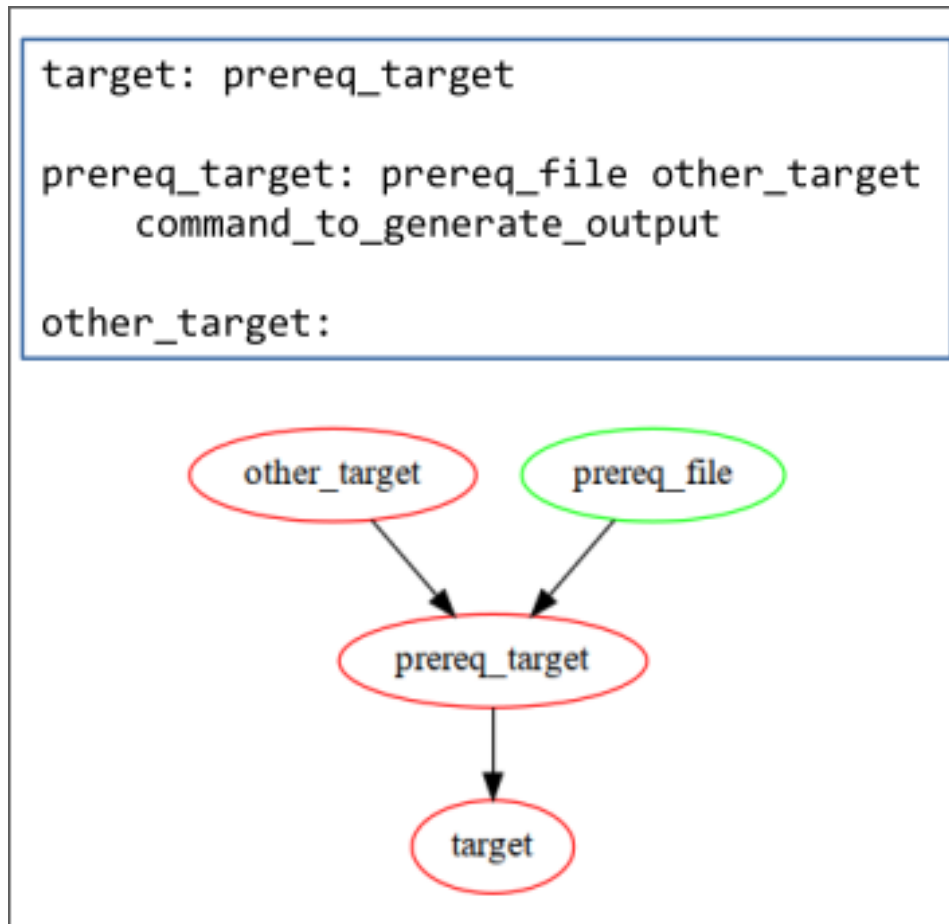 target: prereq_target
prereq_target: prereq_file other_target
command_to_generate_output
other_target:
other_target
prereq_file
prereq_target
target